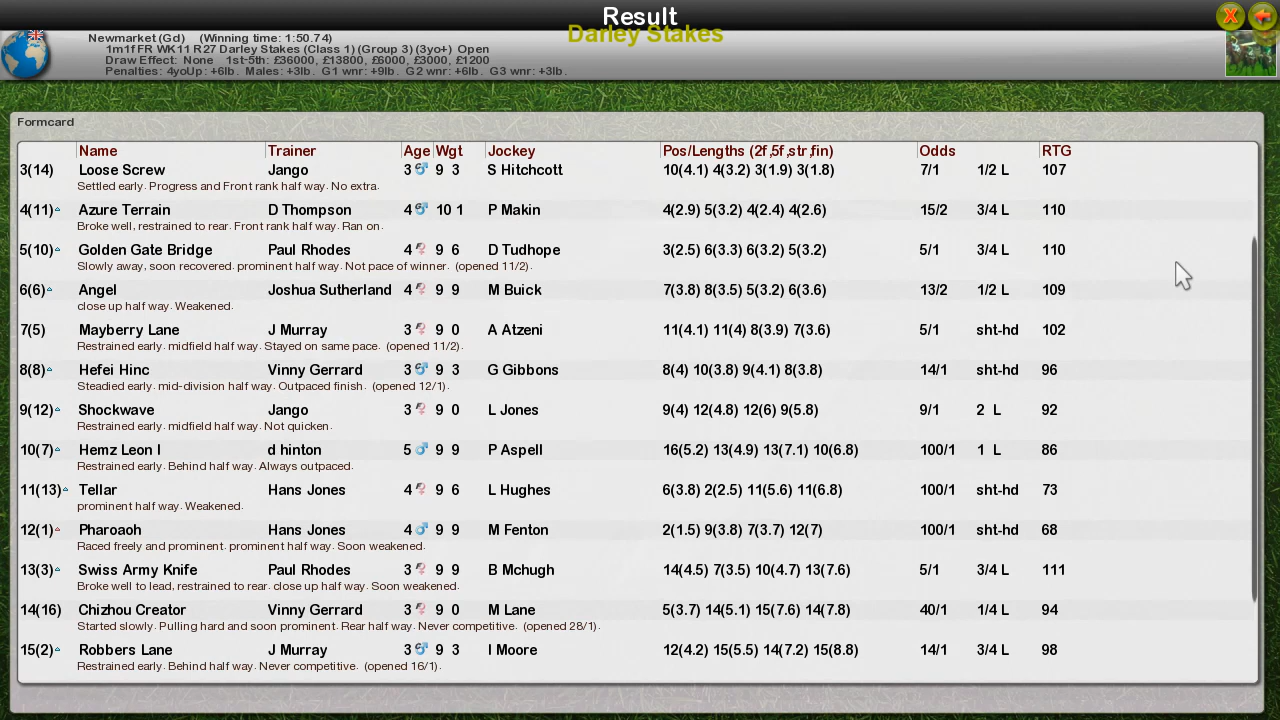 Result
Darley Stakes
Newmarket (Gd) (Winning time: 1:50.74)
1m1f FR WK11 R27 Darley Stakes (Class 1) (Group 3) (3yo+) Open
Draw Effect: None 1st-5th: £36000, £13800, £6000, £3000, £1200
Penalties: 4yoUp: +6lb. Males: +3lb. G1 wnr: +9lb. G2 wnr: +6lb. G3 wnr: +3lb.
Formcard
Name Trainer Age Wgt Jockey Pos/Lengths (2f,5f,str,fin) Odds RTG
3(14) Loose Screw Jango 3 9 3 S Hitchcott 10(4.1) 4(3.2) 3(1.9) 3(1.8) 7/1 1/2 L 107
Settled early. Progress and Front rank half way. No extra.
4(11) Azure Terrain D Thompson 4 10 1 P Makin 4(2.9) 5(3.2) 4(2.4) 4(2.6) 15/2 3/4 L 110
Broke well, restrained to rear. Front rank half way. Ran on.
5(10) Golden Gate Bridge Paul Rhodes 4 9 6 D Tudhope 3(2.5) 6(3.3) 6(3.2) 5(3.2) 5/1 3/4 L 110
Slowly away, soon recovered. prominent half way. Not pace of winner. (opened 11/2).
6(6) Angel Joshua Sutherland 4 9 9 M Buick 7(3.8) 8(3.5) 5(3.2) 6(3.6) 13/2 1/2 L 109
close up half way. Weakened.
7(5) Mayberry Lane J Murray 3 9 0 A Atzeni 11(4.1) 11(4) 8(3.9) 7(3.6) 5/1 sht-hd 102
Restrained early. midfield half way. Stayed on same pace. (opened 11/2).
8(8) Hefei Hinc Vinny Gerrard 3 9 3 G Gibbons 8(4) 10(3.8) 9(4.1) 8(3.8) 14/1 sht-hd 96
Steadied early. mid-division half way. Outpaced finish. (opened 12/1).
9(12) Shockwave Jango 3 9 0 L Jones 9(4) 12(4.8) 12(6) 9(5.8) 9/1 2 L 92
Restrained early. midfield half way. Not quicken.
10(7) Hemz Leon I d hinton 5 9 9 P Aspell 16(5.2) 13(4.9) 13(7.1) 10(6.8) 100/1 1 L 86
Restrained early. Behind half way. Always outpaced.
11(13) Tellar Hans Jones 4 9 6 L Hughes 6(3.8) 2(2.5) 11(5.6) 11(6.8) 100/1 sht-hd 73
prominent half way. Weakened.
12(1) Pharoaoh Hans Jones 4 9 9 M Fenton 2(1.5) 9(3.8) 7(3.7) 12(7) 100/1 sht-hd 68
Raced freely and prominent. prominent half way. Soon weakened.
13(3) Swiss Army Knife Paul Rhodes 3 9 9 B Mchugh 14(4.5) 7(3.5) 10(4.7) 13(7.6) 5/1 3/4 L 111
Broke well to lead, restrained to rear. close up half way. Soon weakened.
14(16) Chizhou Creator Vinny Gerrard 3 9 0 M Lane 5(3.7) 14(5.1) 15(7.6) 14(7.8) 40/1 1/4 L 94
Started slowly. Pulling hard and soon prominent. Rear half way. Never competitive. (opened 28/1).
15(2) Robbers Lane J Murray 3 9 3 I Moore 12(4.2) 15(5.5) 14(7.2) 15(8.8) 14/1 3/4 L 98
Restrained early. Behind half way. Never competitive. (opened 16/1).